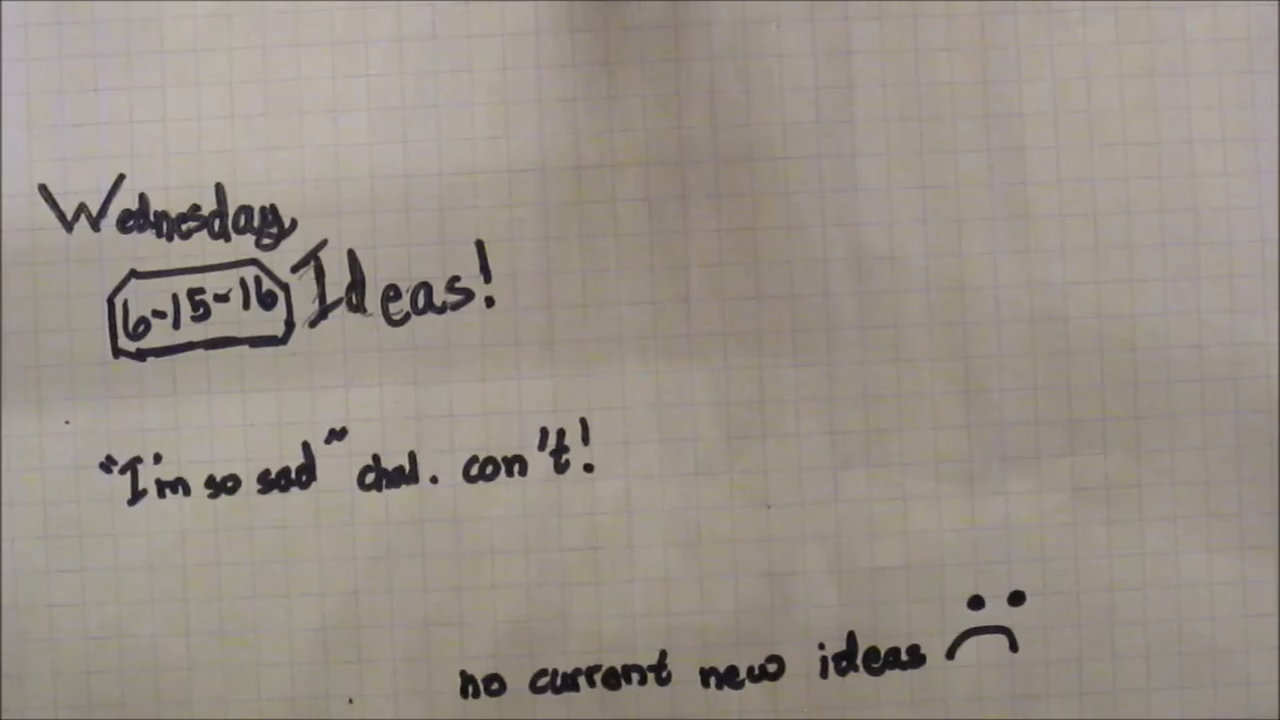 Wednesday
6-15-16 Ideas!
"I'm so sad" chal. con't!
no current new ideas